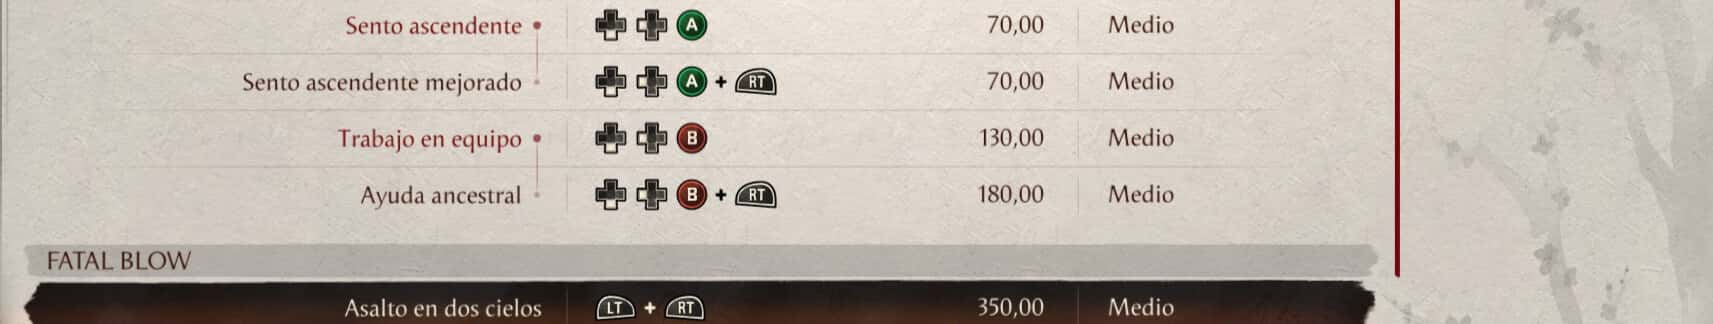 Sento ascendente A 70,00 Medio
Sento ascendente mejorado A + RT 70,00 Medio
Trabajo en equipo B 130,00 Medio
Ayuda ancestral B + RT 180,00 Medio
FATAL BLOW
Asalto en dos cielos LT + RT 350,00 Medio